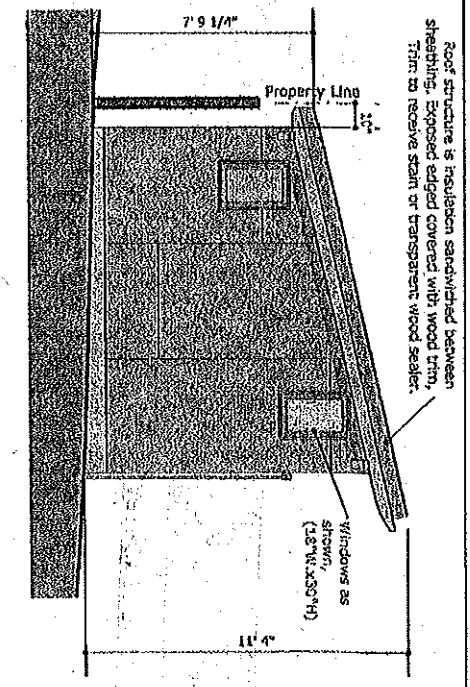 Roof structure is insulation sandwiched between
sheathing. Exposed edged covered with wood trim.
Trim to receive stain or transparent wood sealer.
7' 9 1/4"
Property Line
Windows as
shown,
(18"W x30"H)
11' 4"